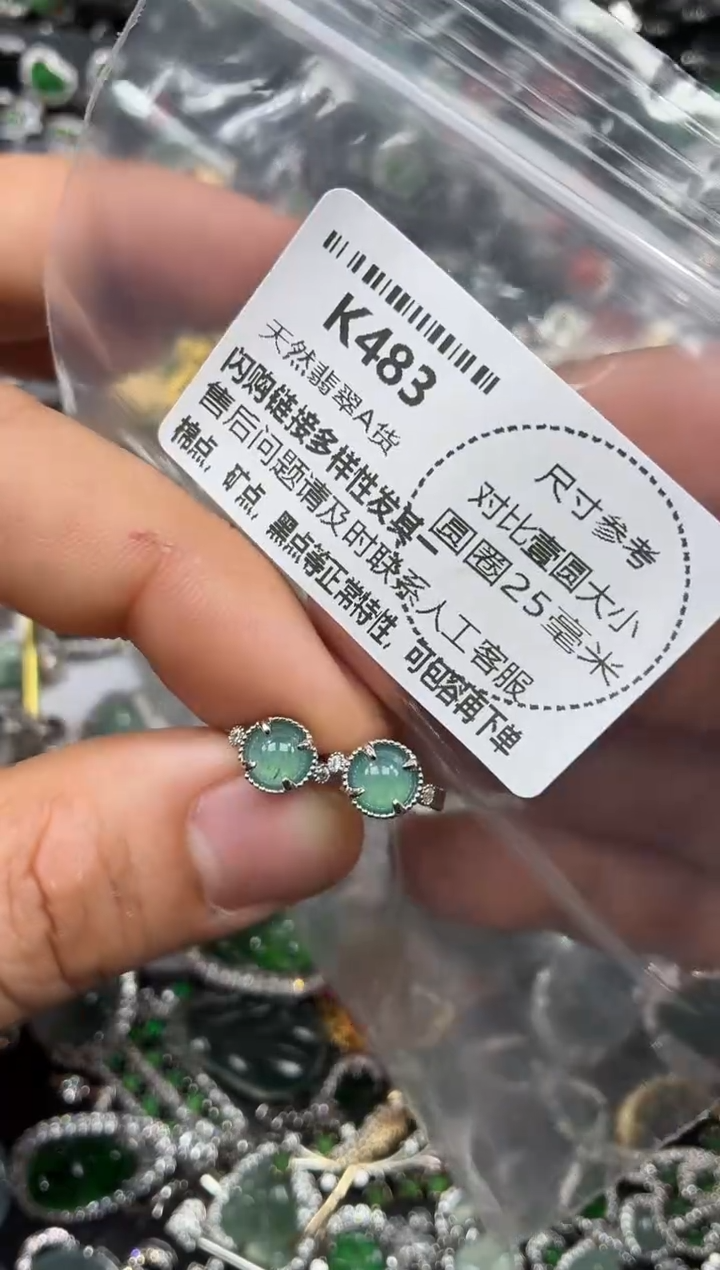 K483
天然翡翠A货
闪购链接多样性发其一
售后问题请及时联系人工客服
棉点，矿点，黑点等正常特性，可包容再下单
尺寸参考
对比壹圆大小
圆圈25毫米